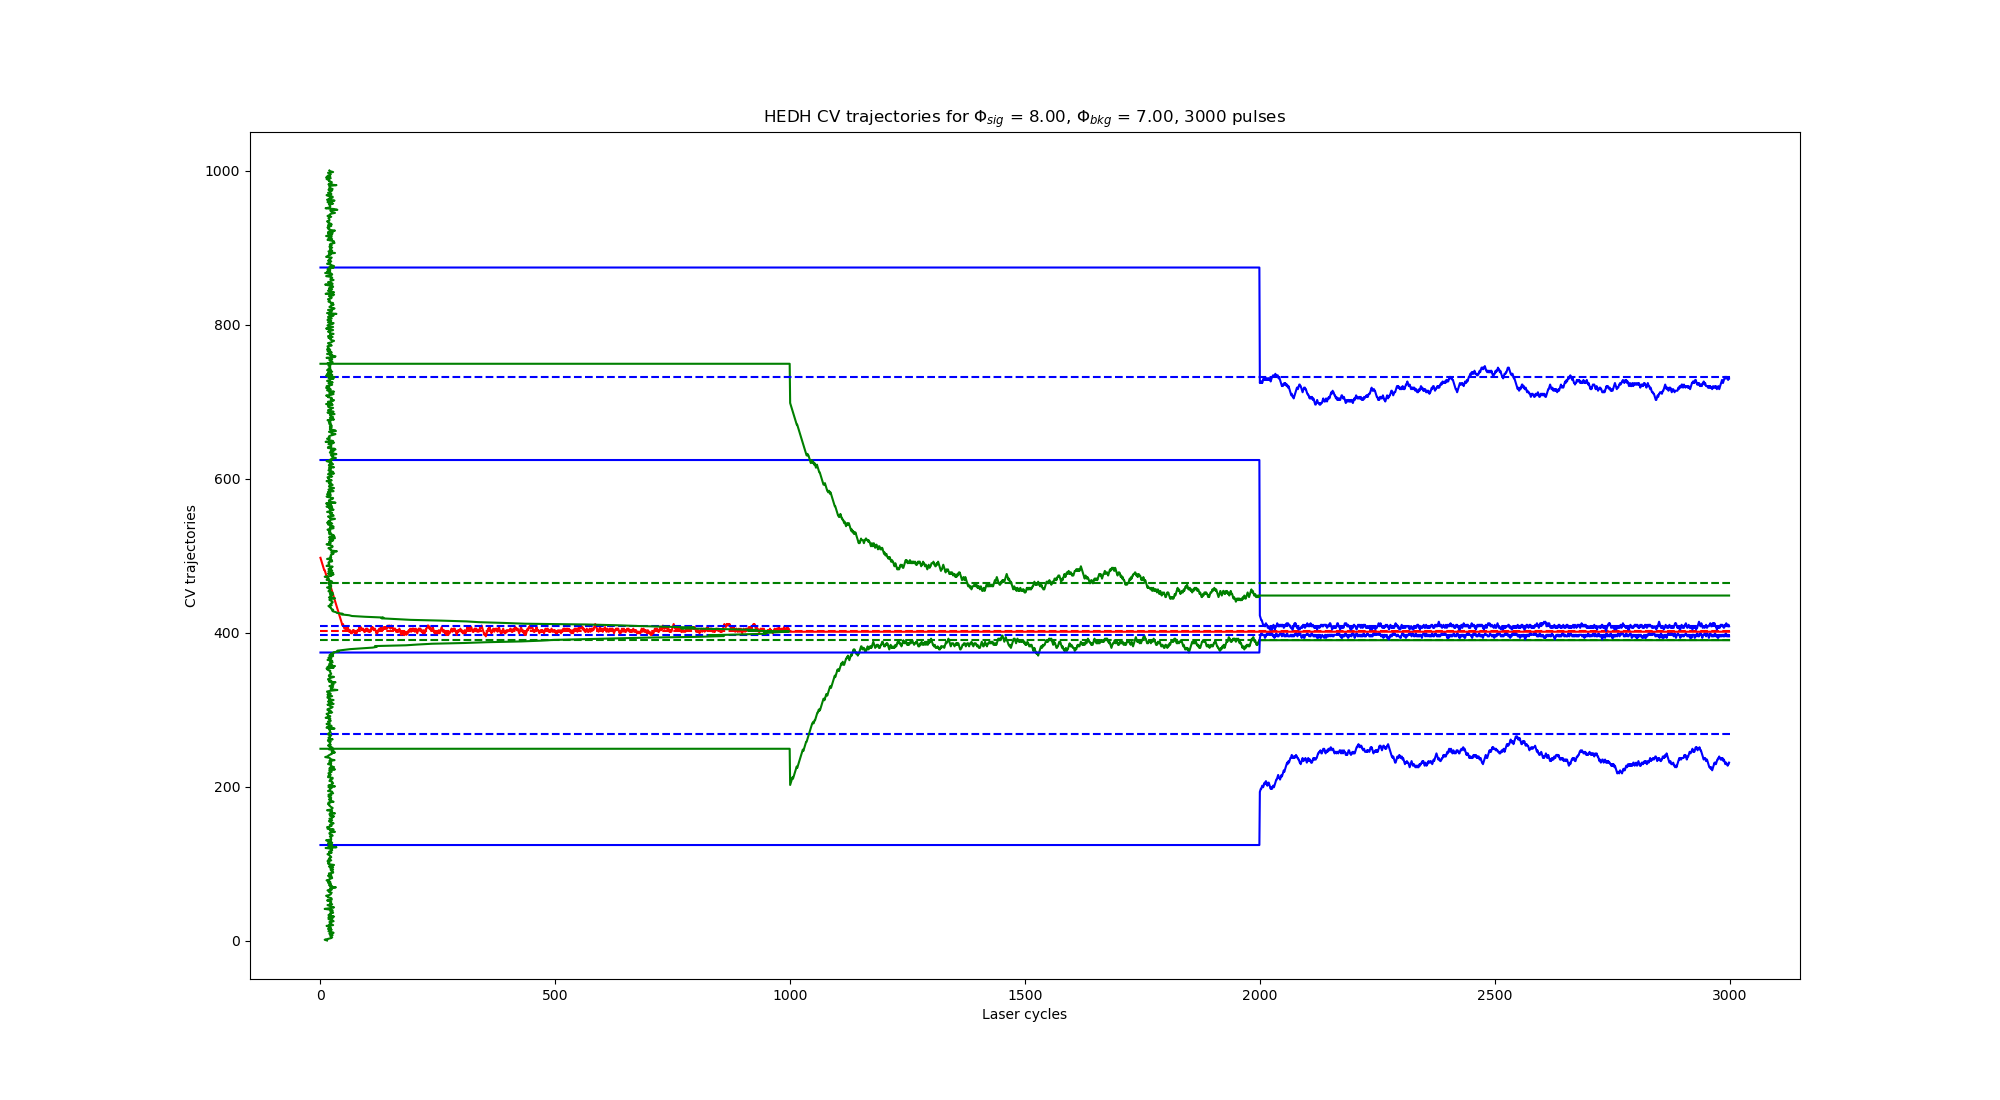 HEDH CV trajectories for Φsig = 8.00, Φbkg = 7.00, 3000 pulses
1000
800
600
400
200
0
CV trajectories
0 500 1000 1500 2000 2500 3000
Laser cycles